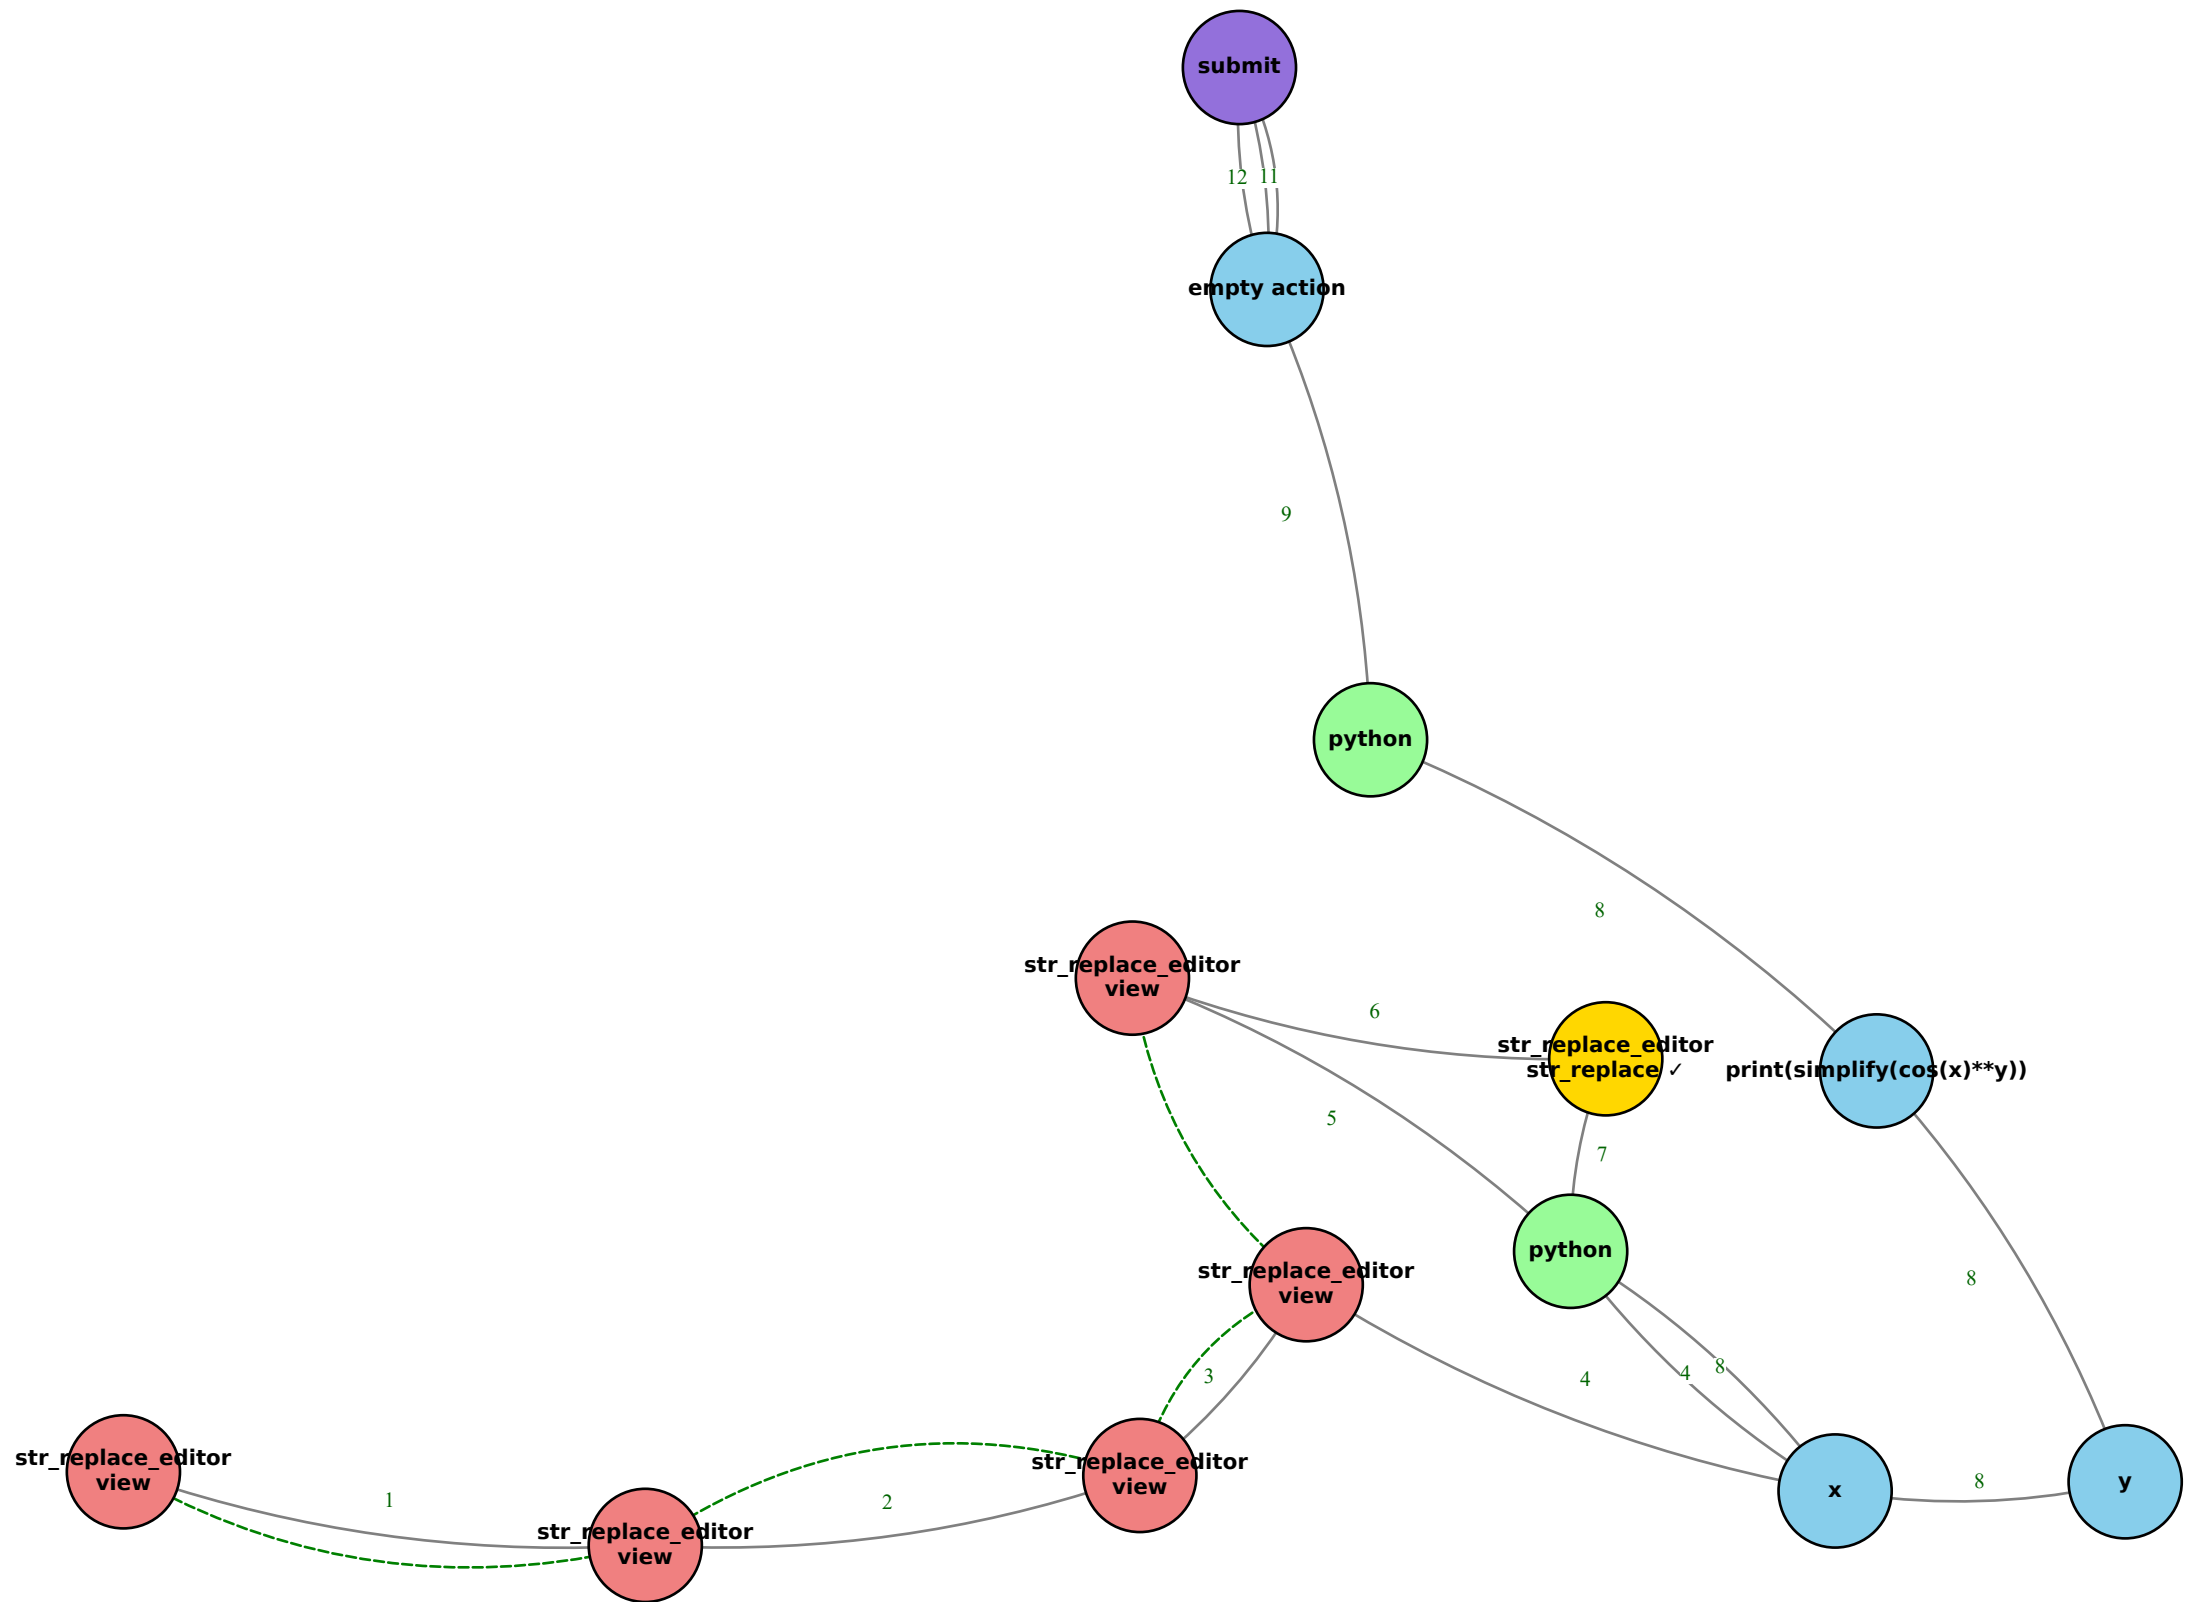 submit
12
11
empty action
9
python
8
str_replace_editor
view
6
str_replace_editor
str_replace ✓
print(simplify(cos(x)**y))
5
7
python
str_replace_editor
view
8
3
4
4
8
str_replace_editor
view
1
2
str_replace_editor
view
str_replace_editor
view
x
8
y